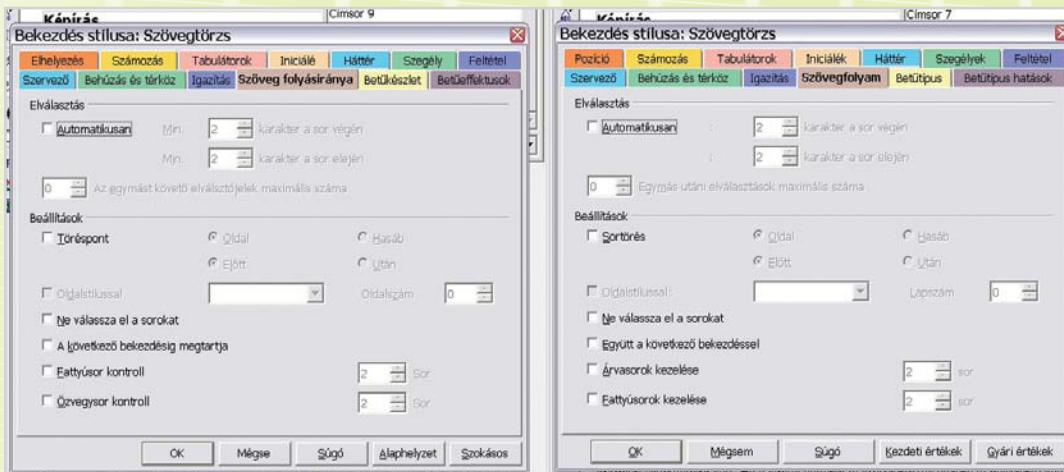 Képírás
Címsor 9
Bekezdés stílusa: Szövegtörzs
Elhelyezés Számozás Tabulátorok Iniciálé Háttér Szegély Feltétel
Szervező Behúzás és térköz Igazítás Szöveg folyásiránya Betűkészlet Betűeffektusok
Elválasztás
Automatikusan Min. 2 karakter a sor végén
Min. 2 karakter a sor elején
0 Az egymást követő elválsztójelek maximális száma
Beállítások
Töréspont Oldal Hasáb
Előtt Után
Oldalstílussal Oldalszám 0
Ne válassza el a sorokat
A következő bekezdésig megtartja
Fattyúsor kontroll 2 Sor
Özvegysor kontroll 2 Sor
OK Mégse Súgó Alaphelyzet Szokásos
Képírás
Címsor 7
Bekezdés stílusa: Szövegtörzs
Pozíció Számozás Tabulátorok Iniciálék Háttér Szegélyek Feltétel
Szervező Behúzás és térköz Igazítás Szövegfolyam Betűtípus Betűtípus hatások
Elválasztás
Automatikusan : 2 karakter a sor végén
: 2 karakter a sor elején
0 Egymás utáni elválasztások maximális száma
Beállítások
Sortörés Oldal Hasáb
Előtt Után
Oldalstílussal: Lapszám 0
Ne válassza el a sorokat
Együtt a következő bekezdéssel
Árvasorok kezelése 2 sor
Fattyúsorok kezelése 2 sor
OK Mégsem Súgó Kezdeti értékek Gyári értékek